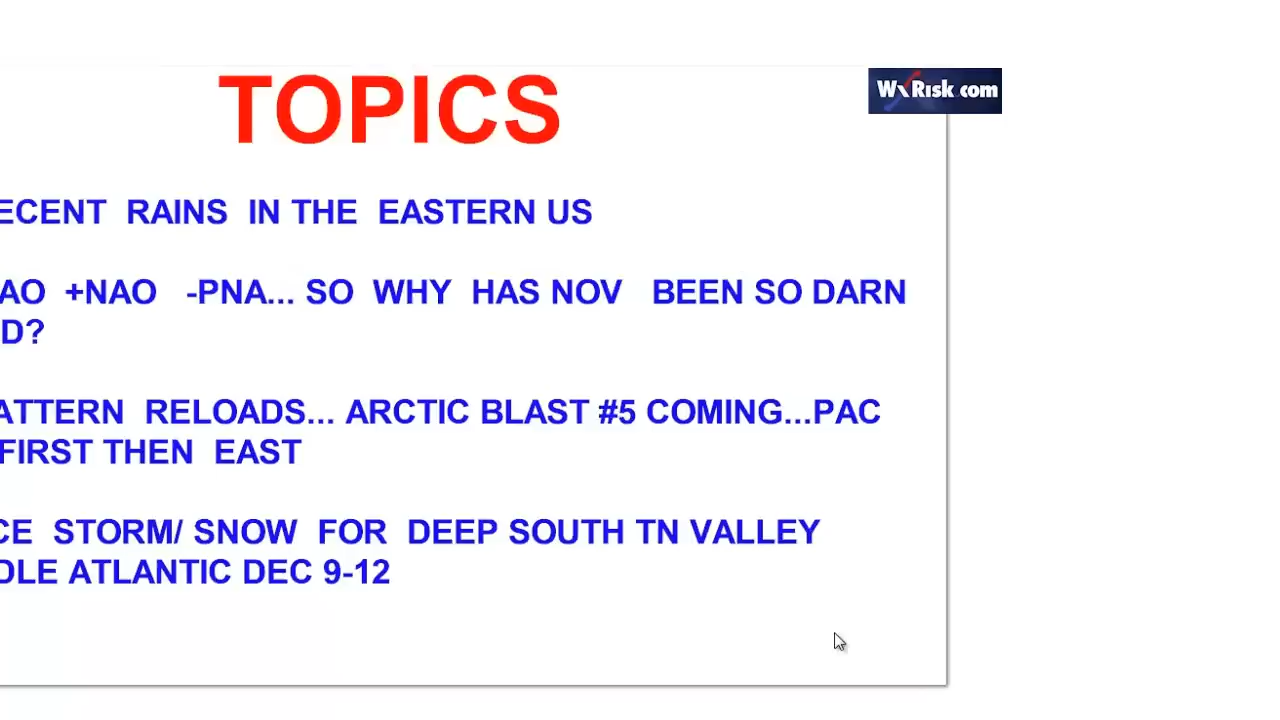 TOPICS
WxRisk com
ECENT RAINS IN THE EASTERN US
AO +NAO -PNA... SO WHY HAS NOV BEEN SO DARN
D?
ATTERN RELOADS... ARCTIC BLAST #5 COMING...PAC
FIRST THEN EAST
CE STORM/ SNOW FOR DEEP SOUTH TN VALLEY
DLE ATLANTIC DEC 9-12